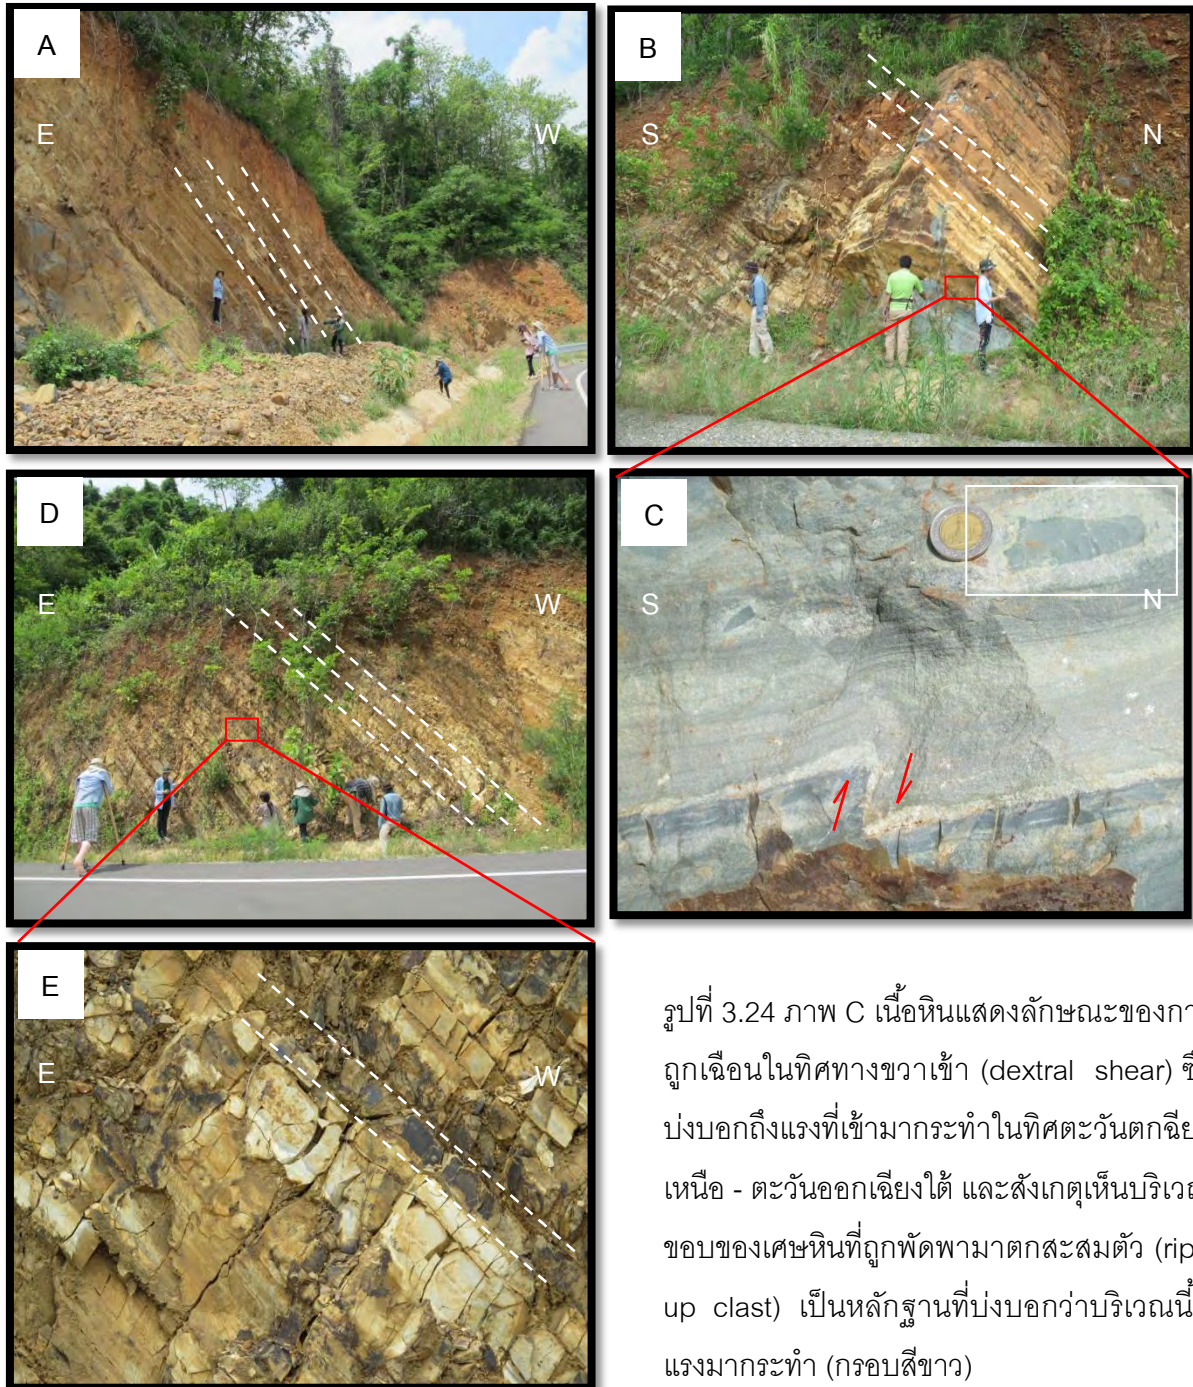 A
E
W
B
S
N
D
E
W
C
S
N
E
E
W
รูปที่ 3.24 ภาพ C เนื้อหินแสดงลักษณะของกา
ถูกเฉือนในทิศทางขวาเข้า (dextral shear) ซึ
บ่งบอกถึงแรงที่เข้ามากระทำในทิศตะวันตกเฉีย
เหนือ - ตะวันออกเฉียงใต้ และสังเกตุเห็นบริเวณ
ขอบของเศษหินที่ถูกพัดพามาตกสะสมตัว (rip
up clast) เป็นหลักฐานที่บ่งบอกว่าบริเวณนี้
แรงมากระทำ (กรอบสีขาว)